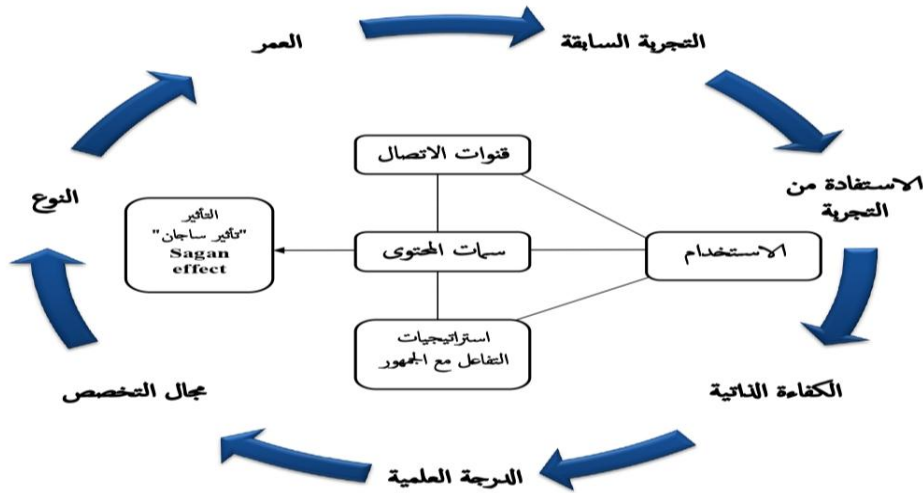 العمر
التجربة السابقة
الاستفادة من
التجربة
الكفاءة الذاتية
الدرجة العلمية
مجال التخصص
النوع
قنوات الاتصال
سمات المحتوى
استراتيجيات
التفاعل مع الجمهور
الاستخدام
التأثير
"تأثير ساجان"
Sagan
effect